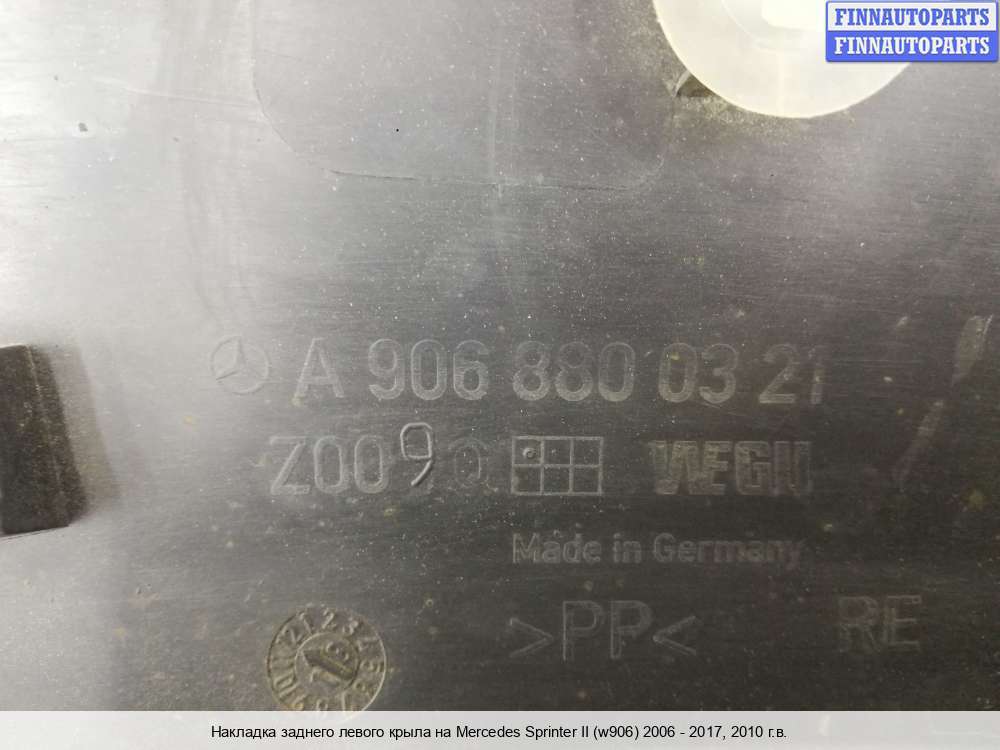 FINNAUTOPARTS
FINNAUTOPARTS
A 906 880 03 21
Z009 WEGU
Made in Germany
>PP< RE
Накладка заднего левого крыла на Mercedes Sprinter II (w906) 2006 - 2017, 2010 г.в.